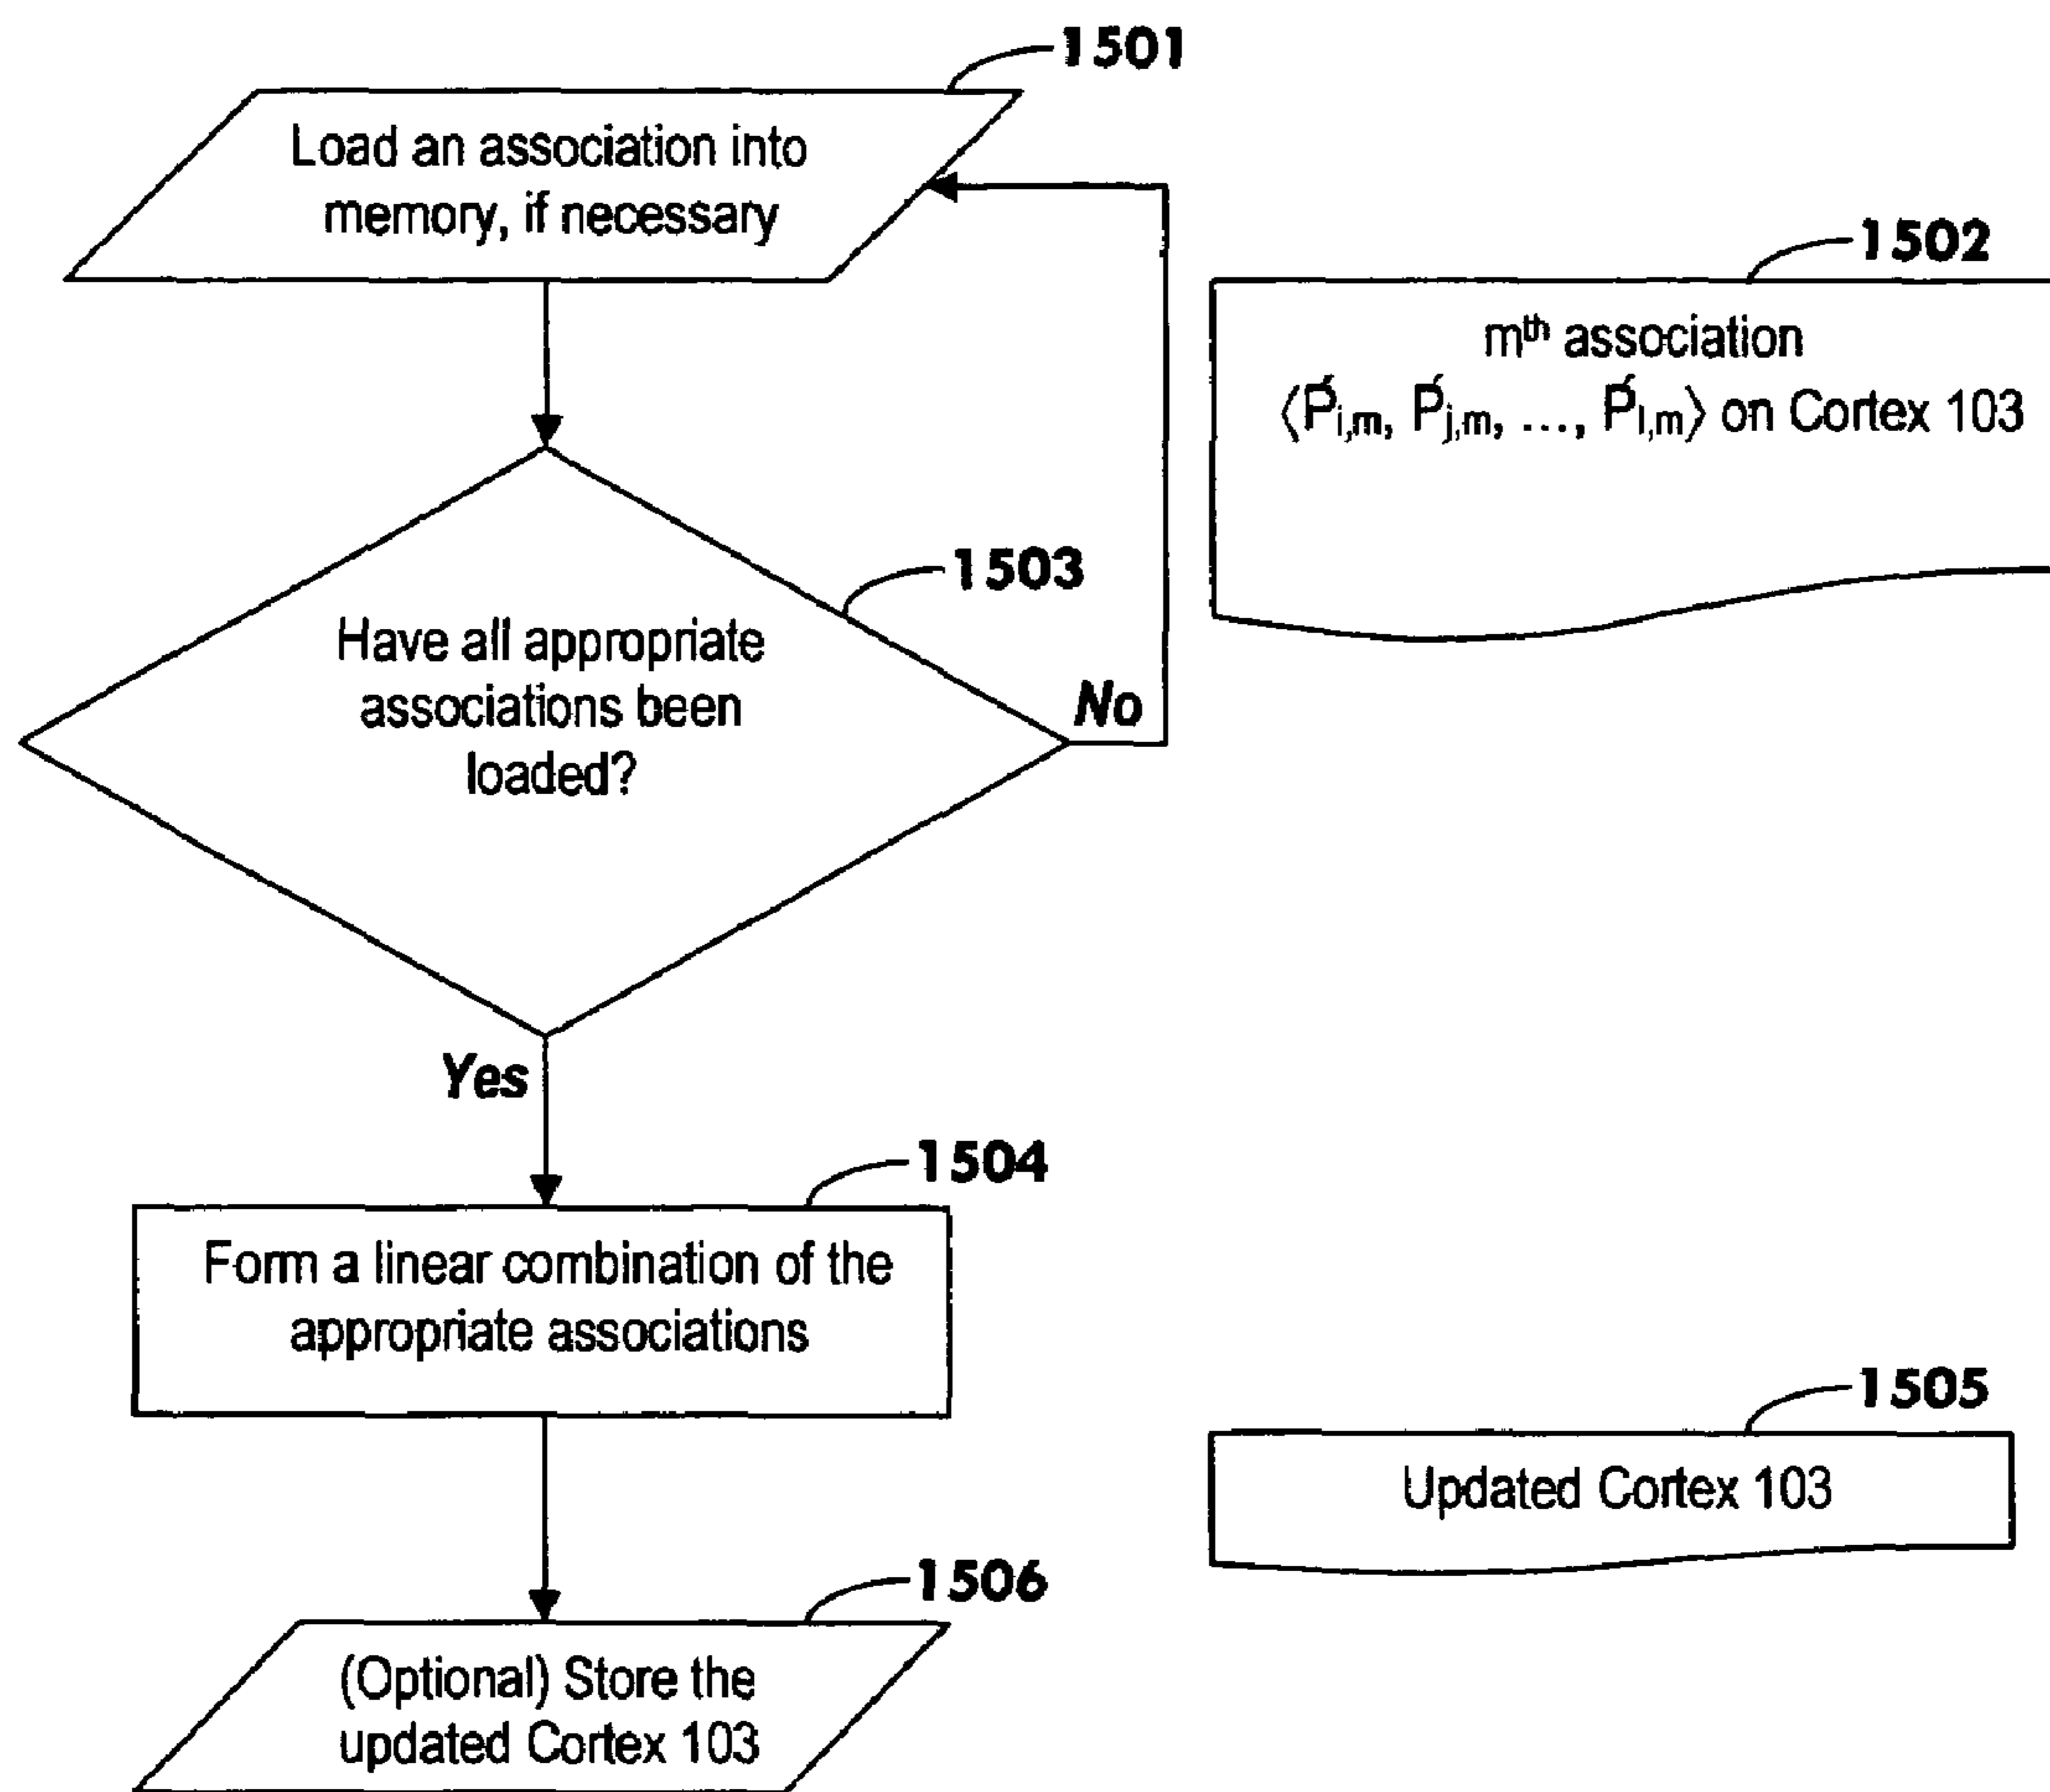 1501
Load an association into
memory, if necessary
1502
mᵗʰ association
⟨Ṕi,m, Ṕj,m, ..., Ṕl,m⟩ on Cortex 103
1503
Have all appropriate
associations been
loaded?
No
Yes
1504
Form a linear combination of the
appropriate associations
1505
Updated Cortex 103
1506
(Optional) Store the
updated Cortex 103